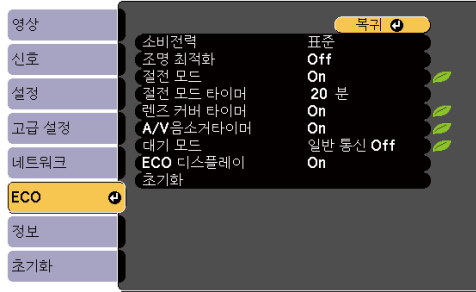 영상
신호
설정
고급 설정
네트워크
ECO
정보
초기화
복귀
소비전력 표준
조명 최적화 Off
절전 모드 On
절전 모드 타이머 20 분
렌즈 커버 타이머 On
A/V음소거타이머 On
대기 모드 일반 통신 Off
ECO 디스플레이 On
초기화